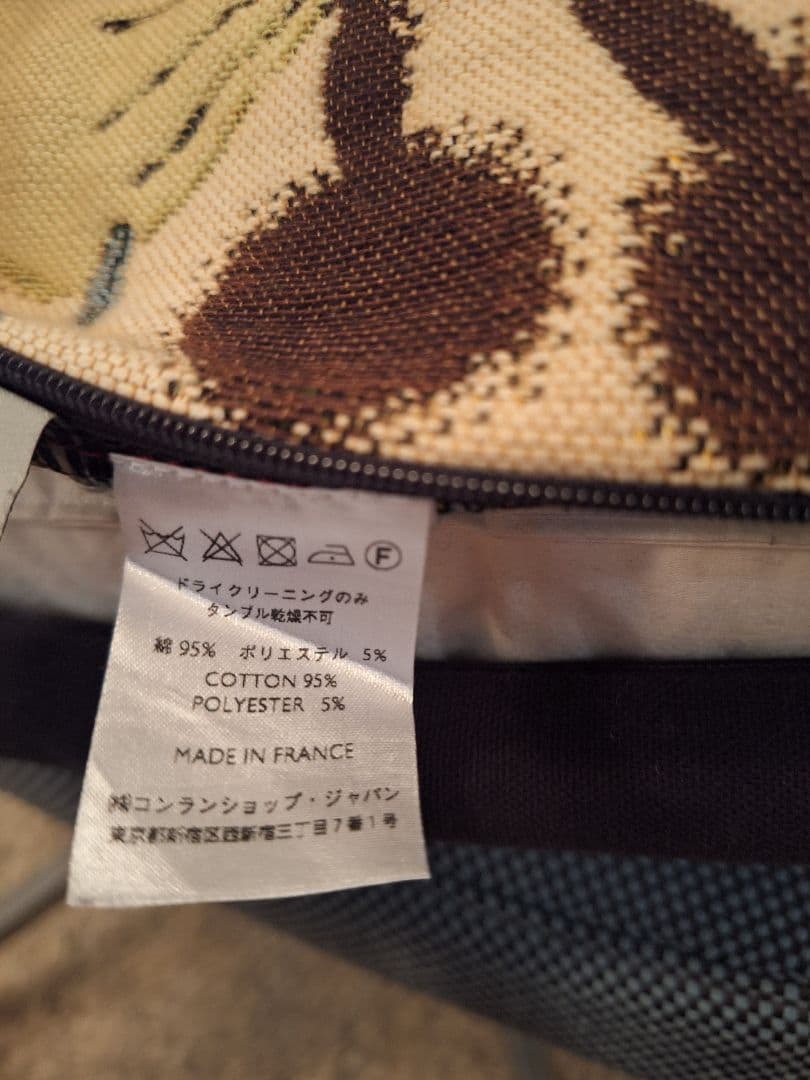 F
ドライクリーニングのみ
タンブル乾燥不可
綿 95% ポリエステル 5%
COTTON 95%
POLYESTER 5%
MADE IN FRANCE
㈱コンランショップ・ジャパン
東京都新宿区西新宿三丁目7番1号